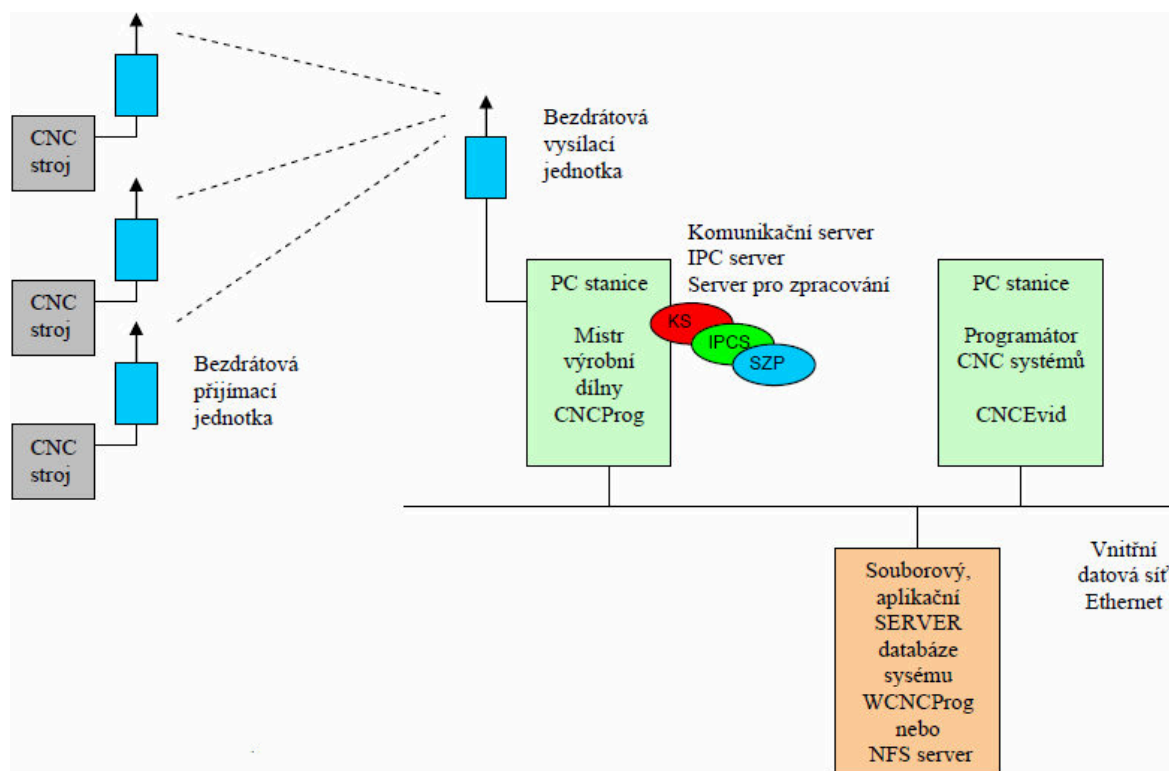 CNC
stroj
CNC
stroj
CNC
stroj
Bezdrátová
přijímací
jednotka
Bezdrátová
vysílací
jednotka
Komunikační server
IPC server
Server pro zpracování
PC stanice
Mistr
výrobní
dílny
CNCProg
KS
IPCS
SZP
PC stanice
Programátor
CNC systémů
CNCEvid
Souborový,
aplikační
SERVER
databáze
sysému
WCNCProg
nebo
NFS server
Vnitřní
datová síť
Ethernet